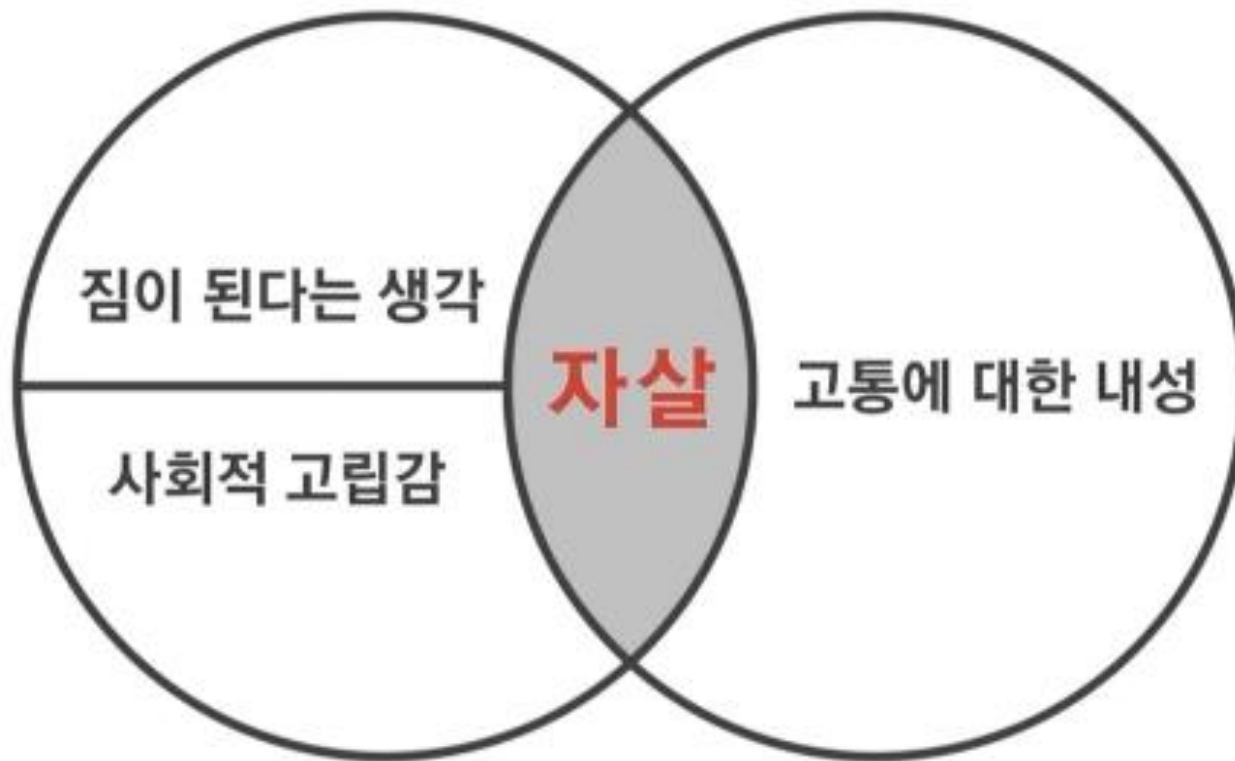 짐이 된다는 생각
사회적 고립감
자살
고통에 대한 내성